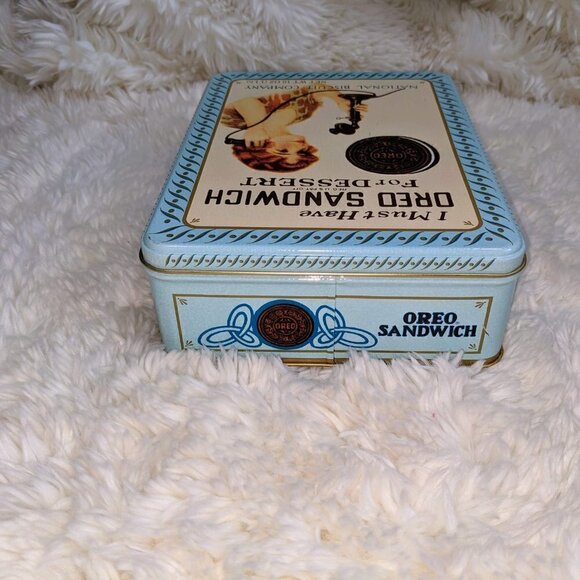 I Must Have
OREO SANDWICH
For DESSERT
OREO
NATIONAL BISCUIT COMPANY
OREO
OREO
SANDWICH